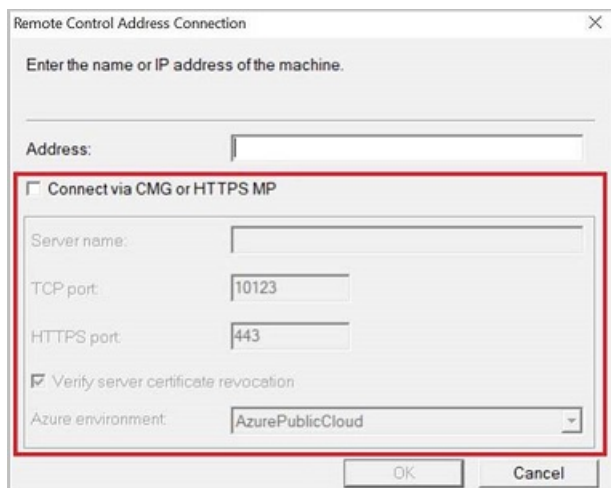 Remote Control Address Connection
Enter the name or IP address of the machine.
Address:
Connect via CMG or HTTPS MP
Server name:
TCP port: 10123
HTTPS port: 443
Verify server certificate revocation
Azure environment: AzurePublicCloud
OK Cancel